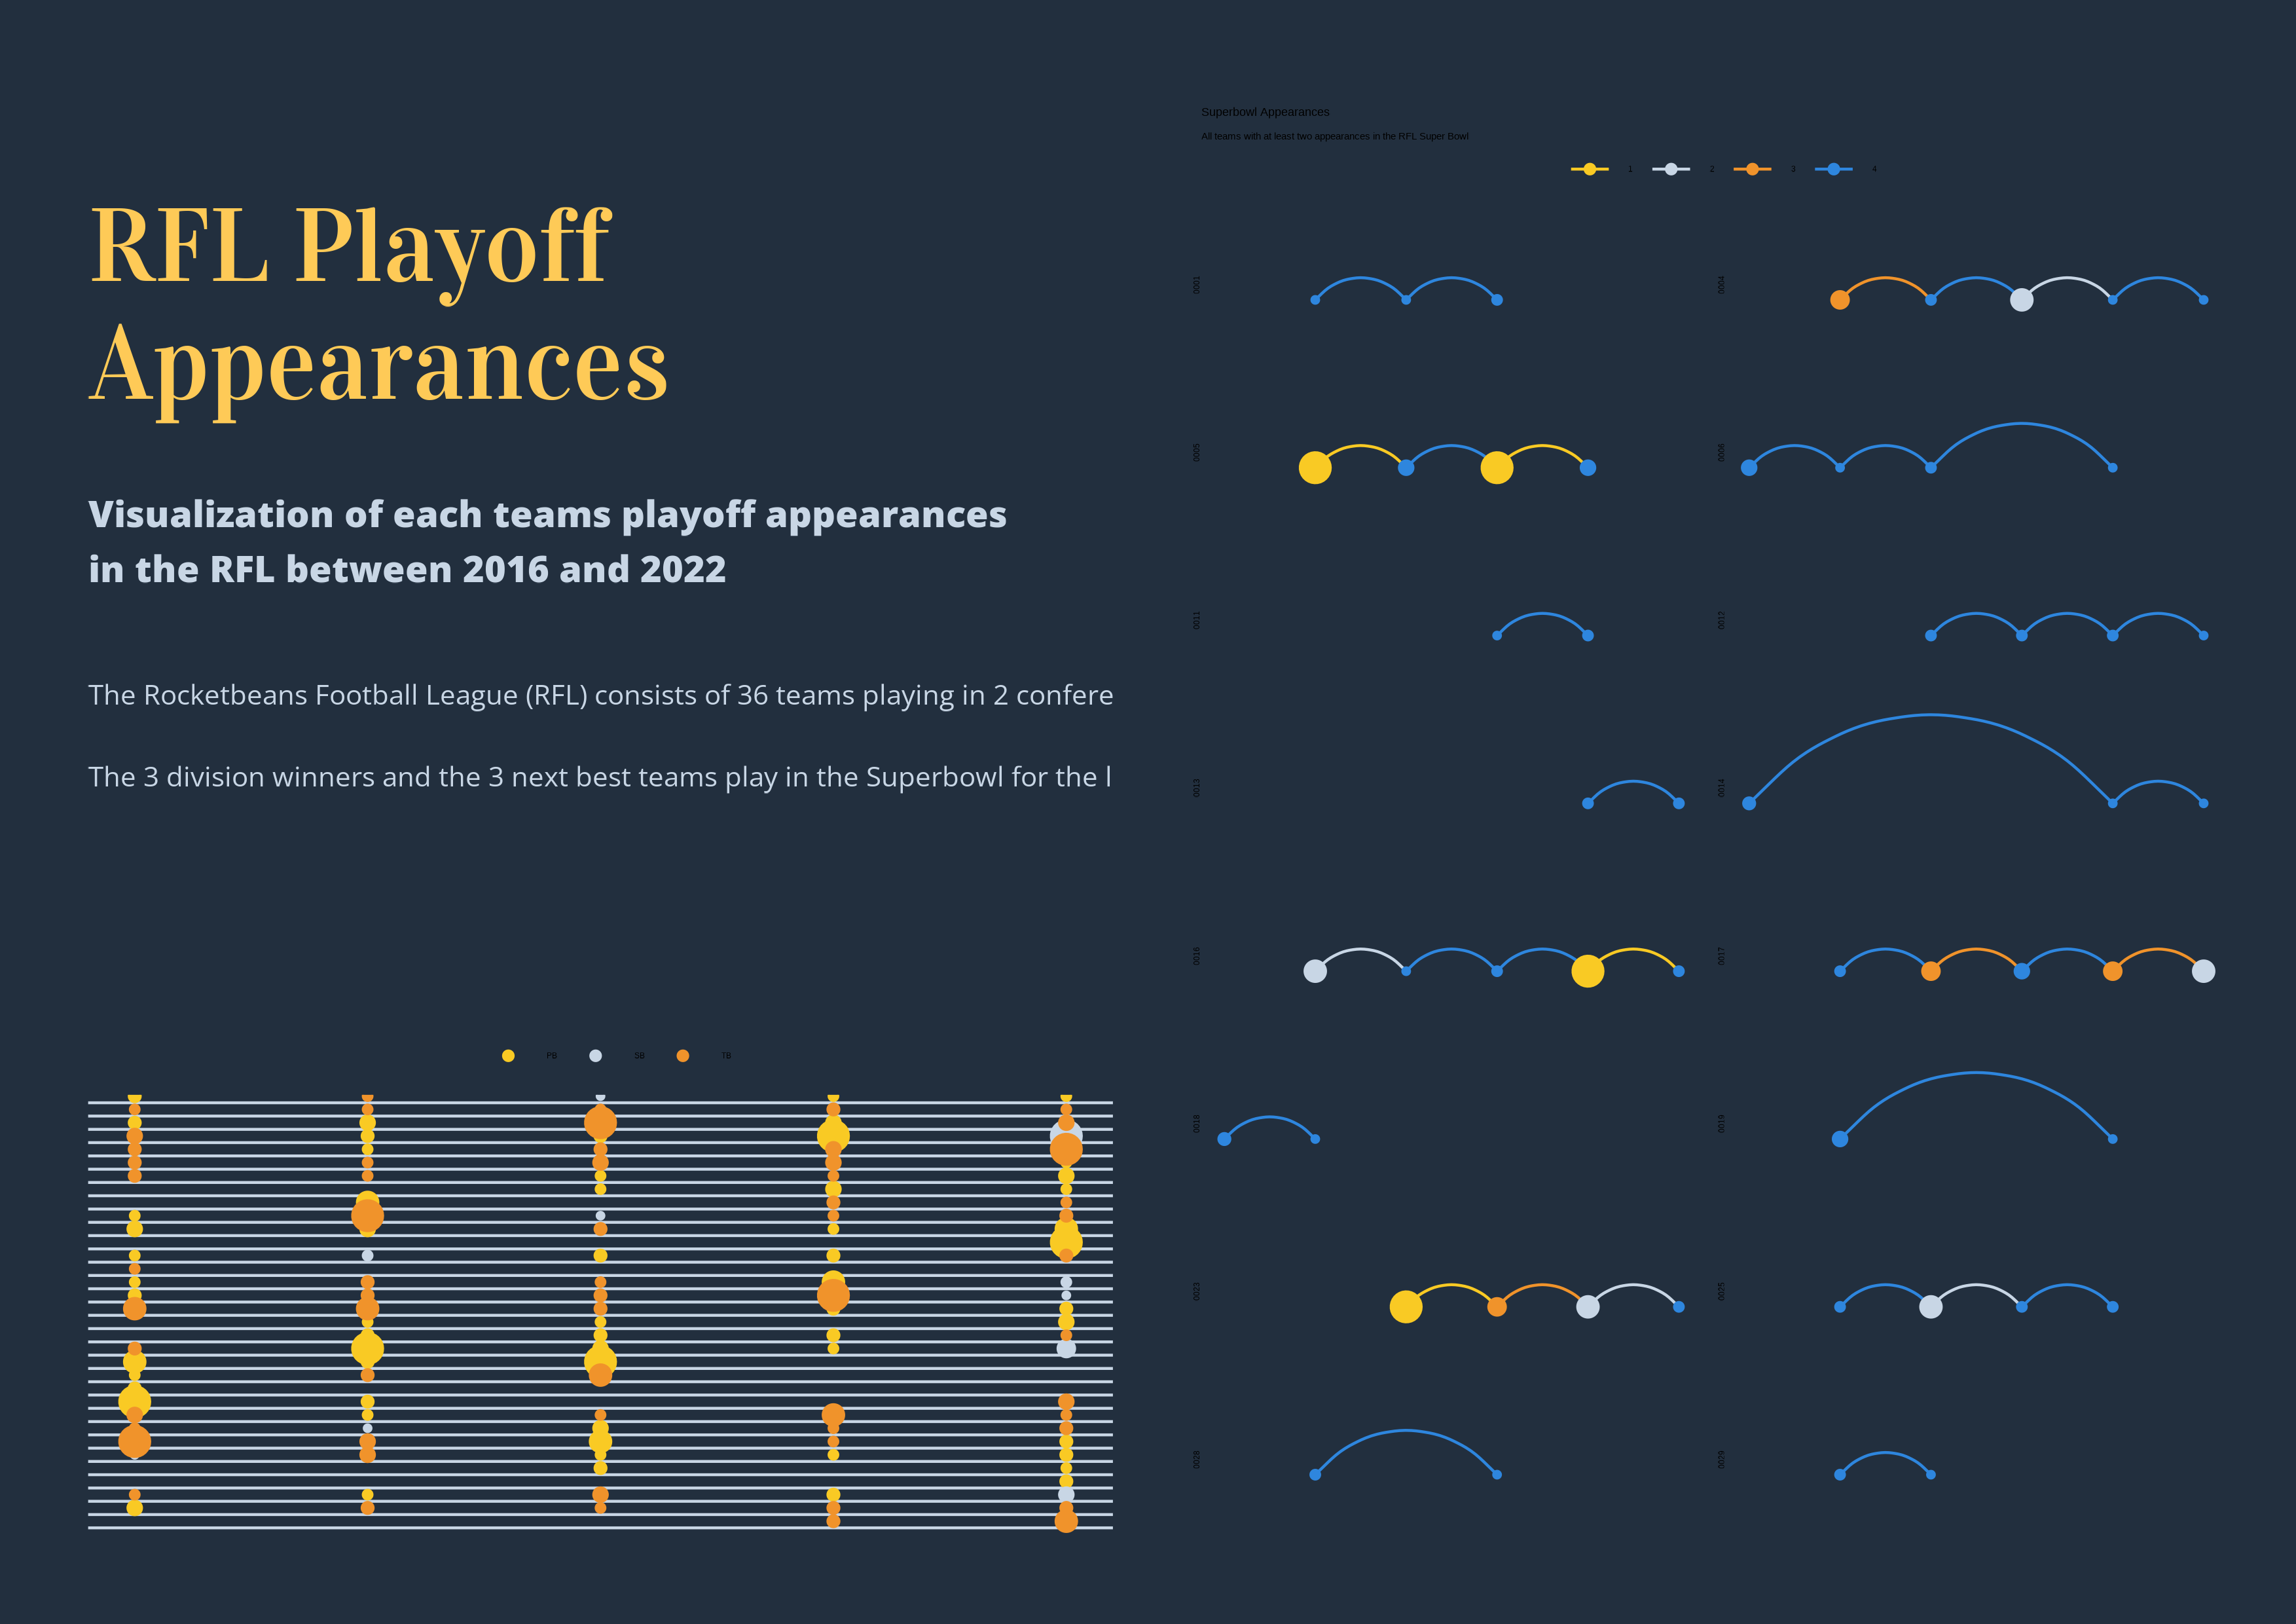 RFL Playoff
Appearances
Visualization of each teams playoff appearances
in the RFL between 2016 and 2022
The Rocketbeans Football League (RFL) consists of 36 teams playing in 2 confere
The 3 division winners and the 3 next best teams play in the Superbowl for the l
PB SB TB
Superbowl Appearances
All teams with at least two appearances in the RFL Super Bowl
1 2 3 4
0001 0004
0005 0006
0011 0012
0013 0014
0016 0017
0018 0019
0023 0025
0028 0029